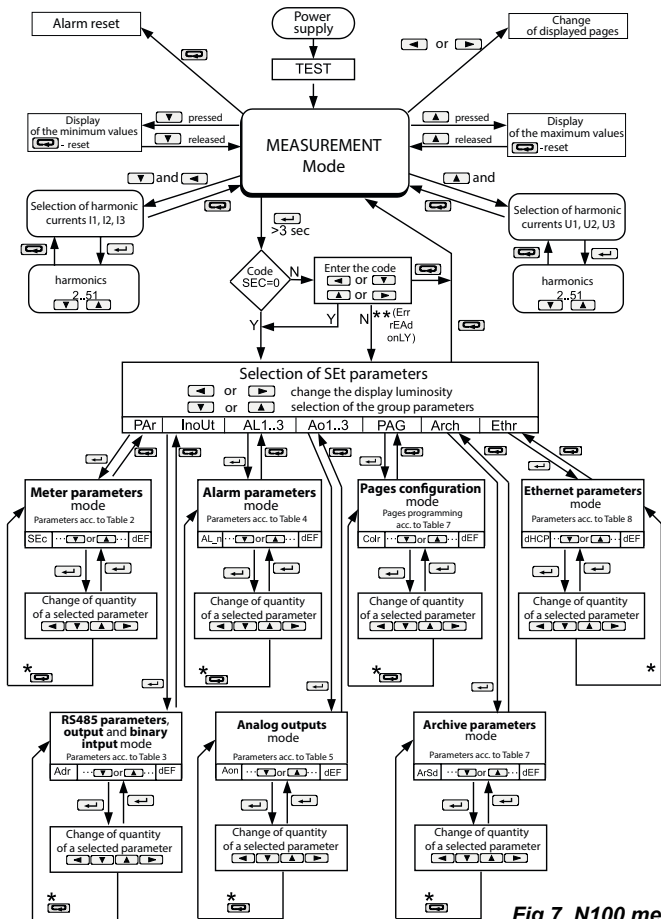 Alarm reset
Power
supply
Change
of displayed pages
◄ or ►
TEST
Display
of the minimum values
- reset
▼ pressed
▼ released
MEASUREMENT
Mode
▲ pressed
▲ released
Display
of the maximum values
- reset
▼ and ◄
▲ and
Selection of harmonic
currents I1, I2, I3
Selection of harmonic
currents U1, U2, U3
>3 sec
harmonics
2..51
▼ ▲
harmonics
2..51
▼ ▲
Code
SEC=0
N
Enter the code
◄ or ▼
▲ or ►
Y
Y
N
**(Err
rEAd
onLY)
Selection of SEt parameters
◄ or ► change the display luminosity
▼ or ▲ selection of the group parameters
PAr InoUt AL1..3 Ao1..3 PAG Arch Ethr
Meter parameters
mode
Parameters acc. to Table 2
SEc ...▼or▲... dEF
Alarm parameters
mode
Parameters acc. to Table 4
AL_n ...▼or▲... dEF
Pages configuration
mode
Pages programming
acc. to Table 7
Colr ...▼or▲... dEF
Ethernet parameters
mode
Parameters acc. to Table 8
dHCP ...▼or▲... dEF
Change of quantity
of a selected parameter
◄ ▼ ▲ ►
Change of quantity
of a selected parameter
◄ ▼ ▲ ►
Change of quantity
of a selected parameter
◄ ▼ ▲ ►
Change of quantity
of a selected parameter
◄ ▼ ▲ ►
*
*
*
*
RS485 parameters,
output and binary
intput mode
Parameters acc. to Table 3
Adr ...▼or▲... dEF
Analog outputs
mode
Parameters acc. to Table 5
Aon ...▼or▲... dEF
Archive parameters
mode
Parameters acc. to Table 7
ArSd ...▼or▲... dEF
Change of quantity
of a selected parameter
◄ ▼ ▲ ►
Change of quantity
of a selected parameter
◄ ▼ ▲ ►
Change of quantity
of a selected parameter
◄ ▼ ▲ ►
*
*
*
Fig 7. N100 me